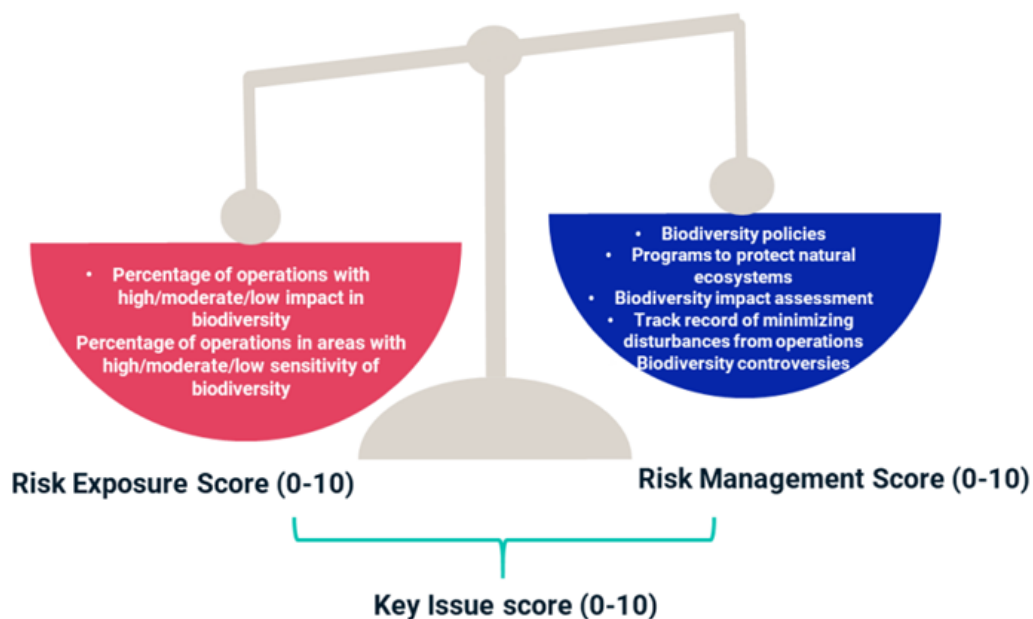 • Percentage of operations with
high/moderate/low impact in
biodiversity
Percentage of operations in areas with
high/moderate/low sensitivity of
biodiversity
• Biodiversity policies
• Programs to protect natural
ecosystems
• Biodiversity impact assessment
• Track record of minimizing
disturbances from operations
Biodiversity controversies
Risk Exposure Score (0-10)
Risk Management Score (0-10)
Key Issue score (0-10)